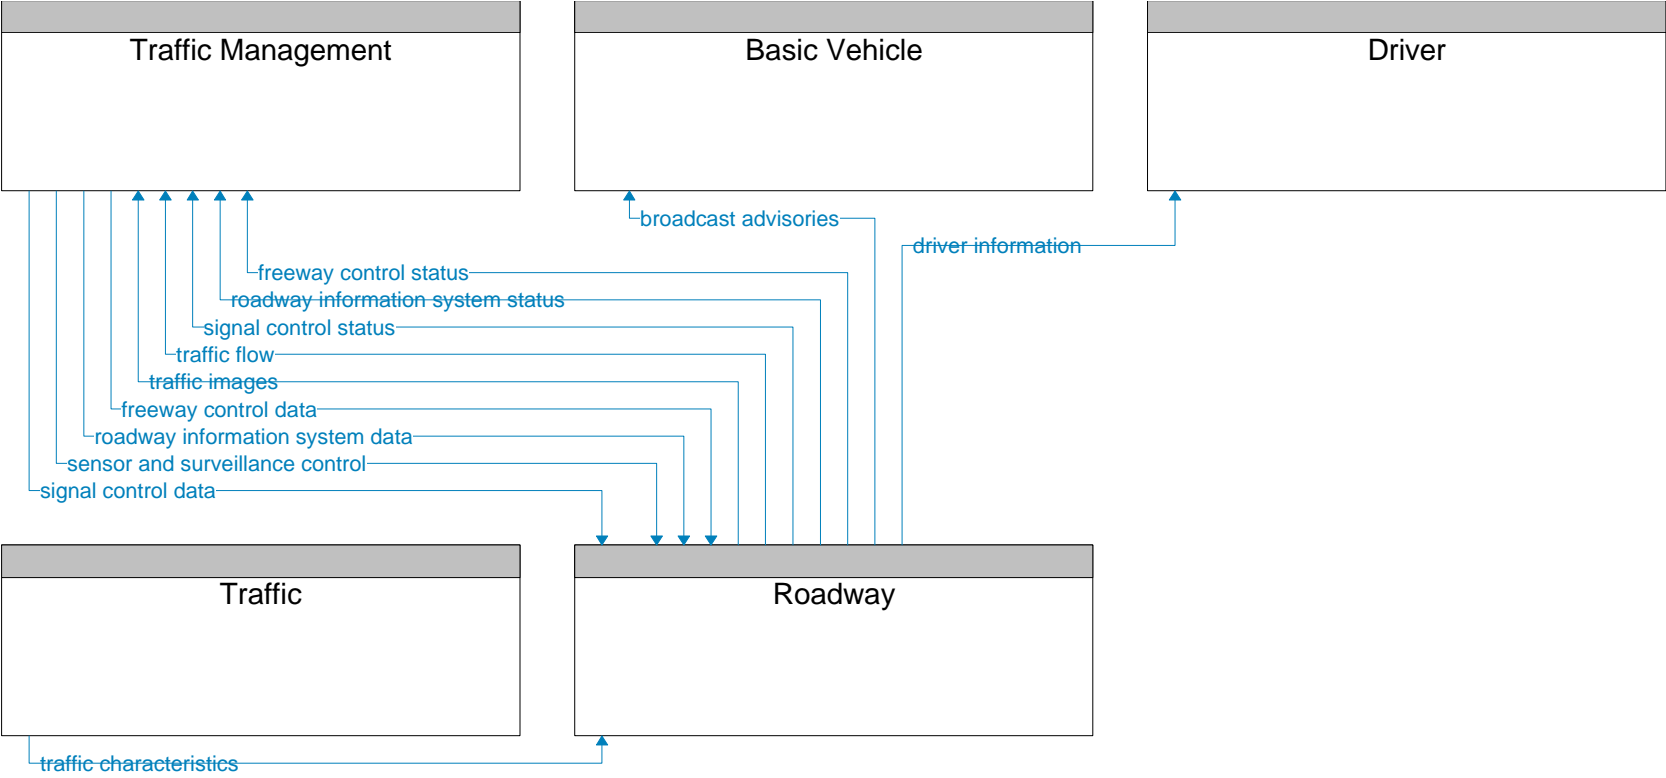 Traffic Management
Basic Vehicle
Driver
broadcast advisories
driver information
freeway control status
roadway information system status
signal control status
traffic flow
traffic images
freeway control data
roadway information system data
sensor and surveillance control
signal control data
Traffic
Roadway
traffic characteristics